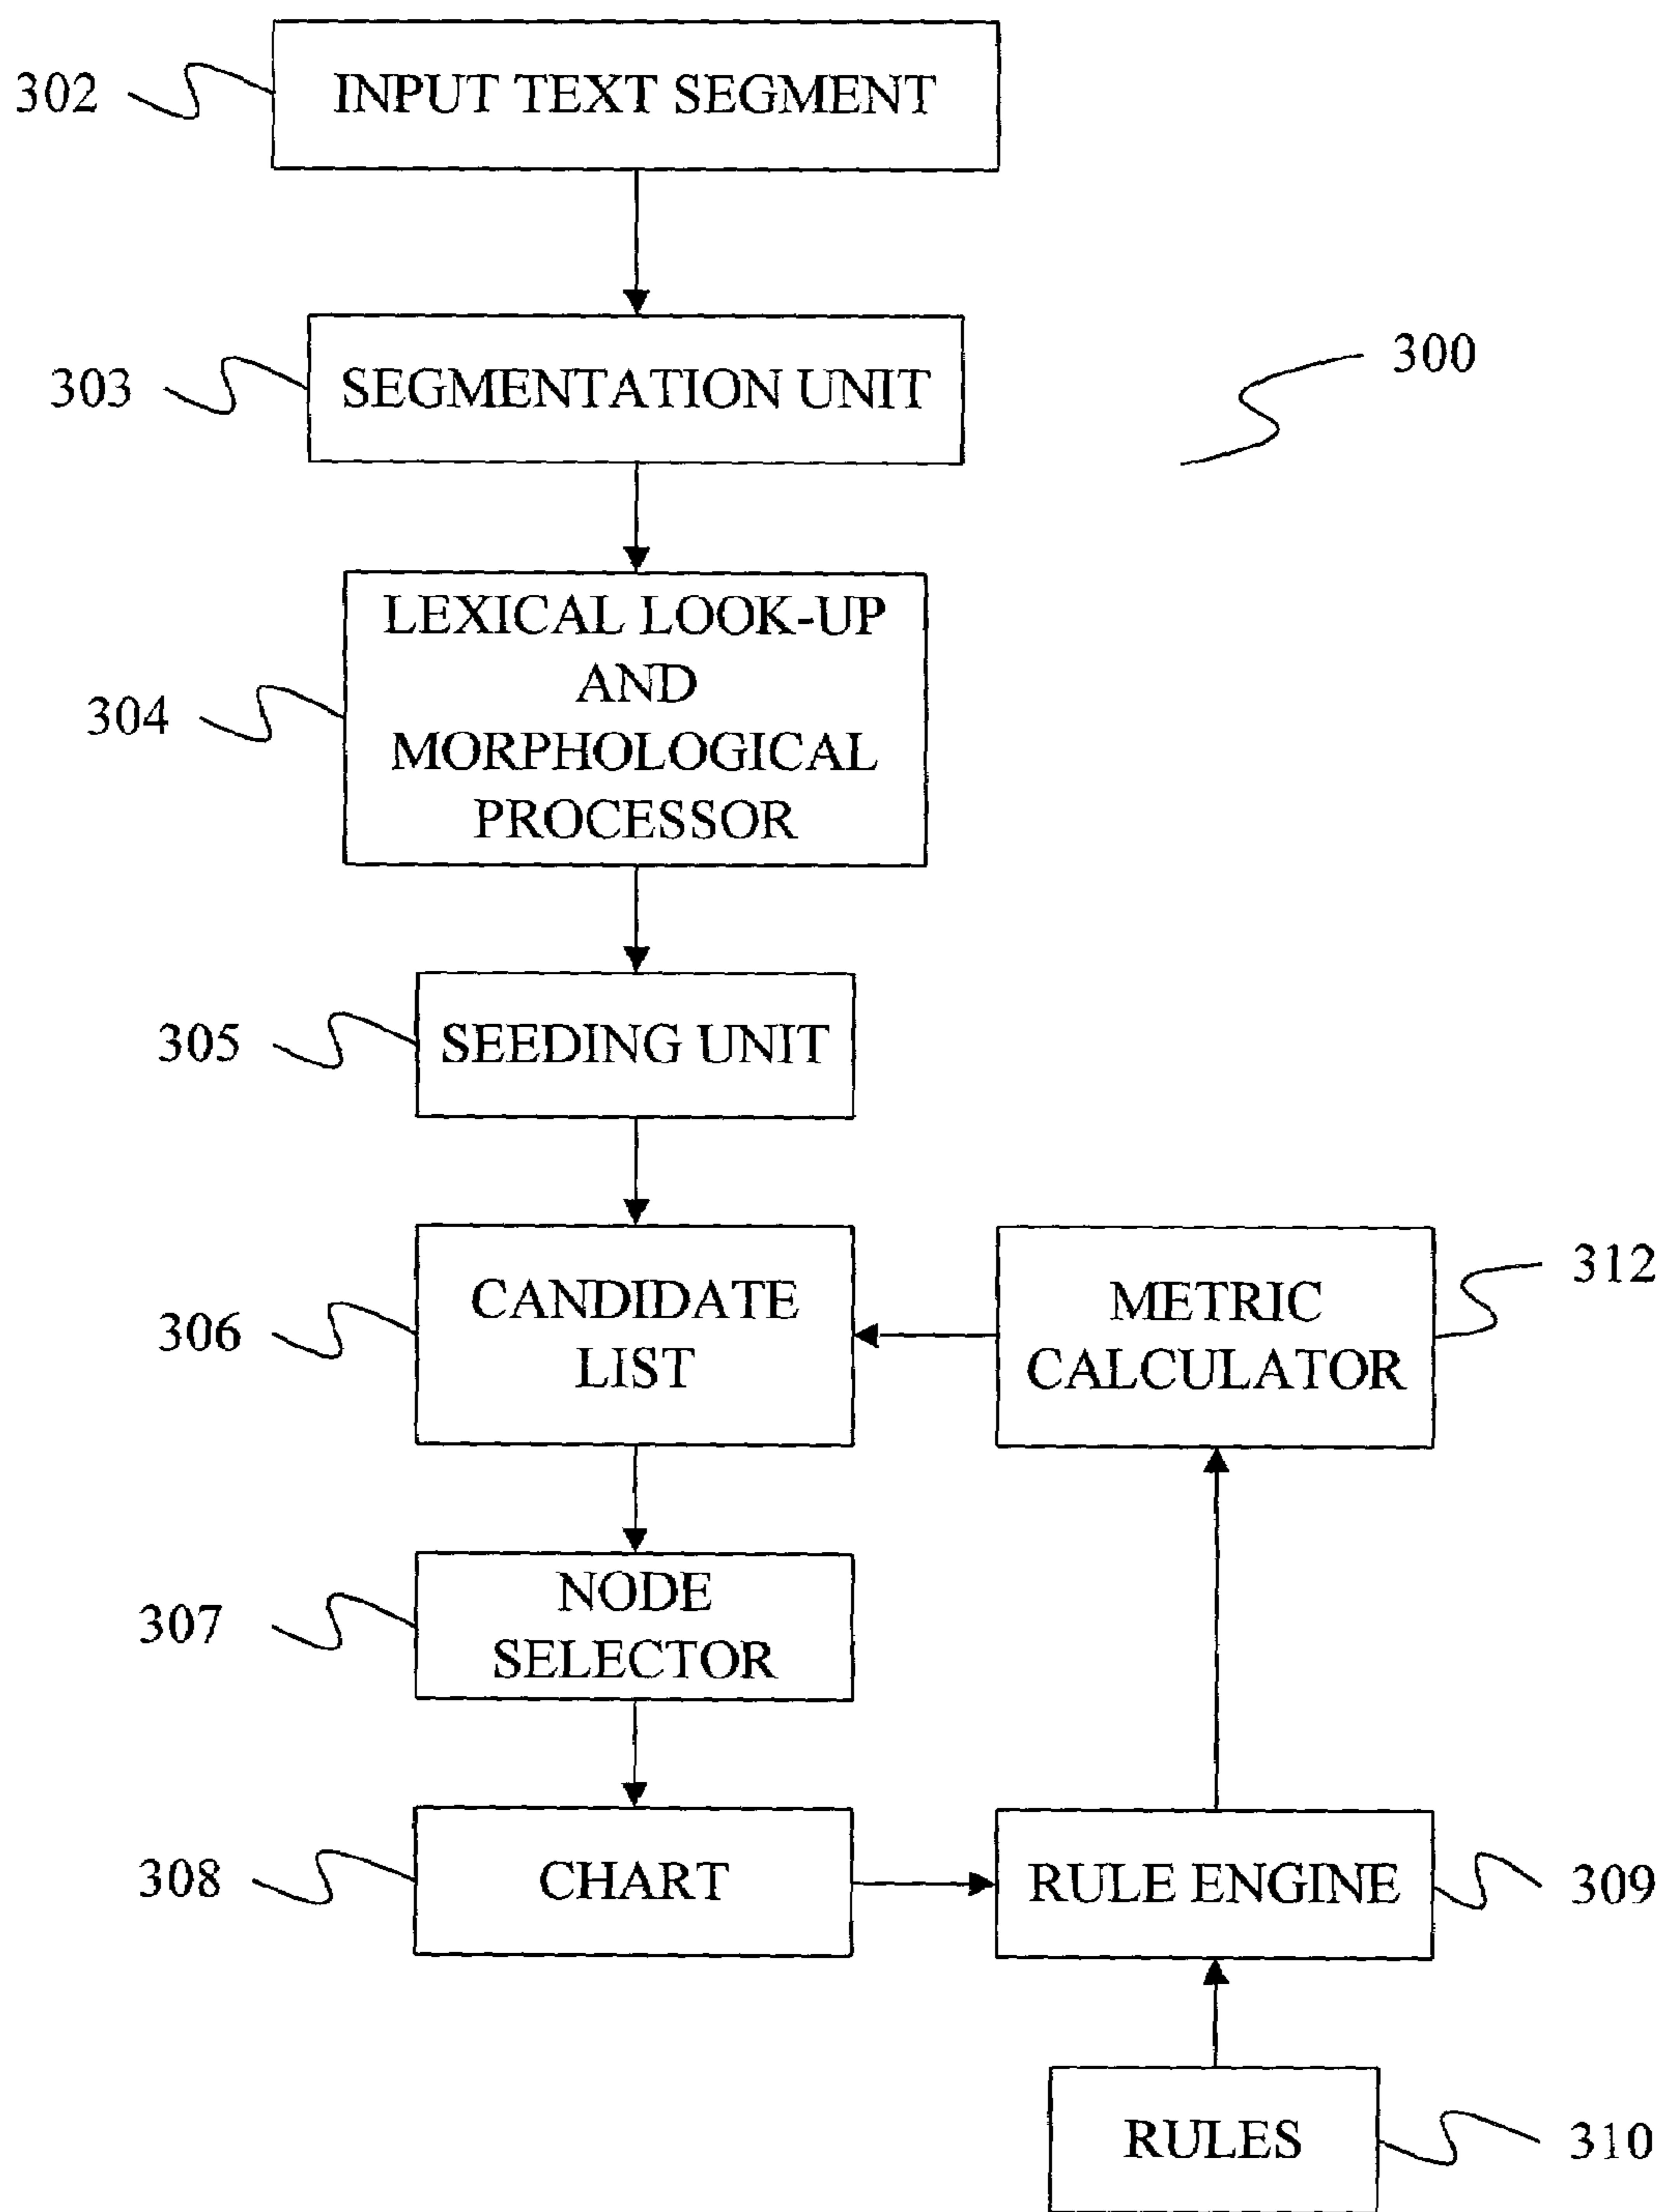 302
INPUT TEXT SEGMENT
303
SEGMENTATION UNIT
300
304
LEXICAL LOOK-UP
AND
MORPHOLOGICAL
PROCESSOR
305
SEEDING UNIT
306
CANDIDATE
LIST
METRIC
CALCULATOR
312
307
NODE
SELECTOR
308
CHART
RULE ENGINE
309
RULES
310